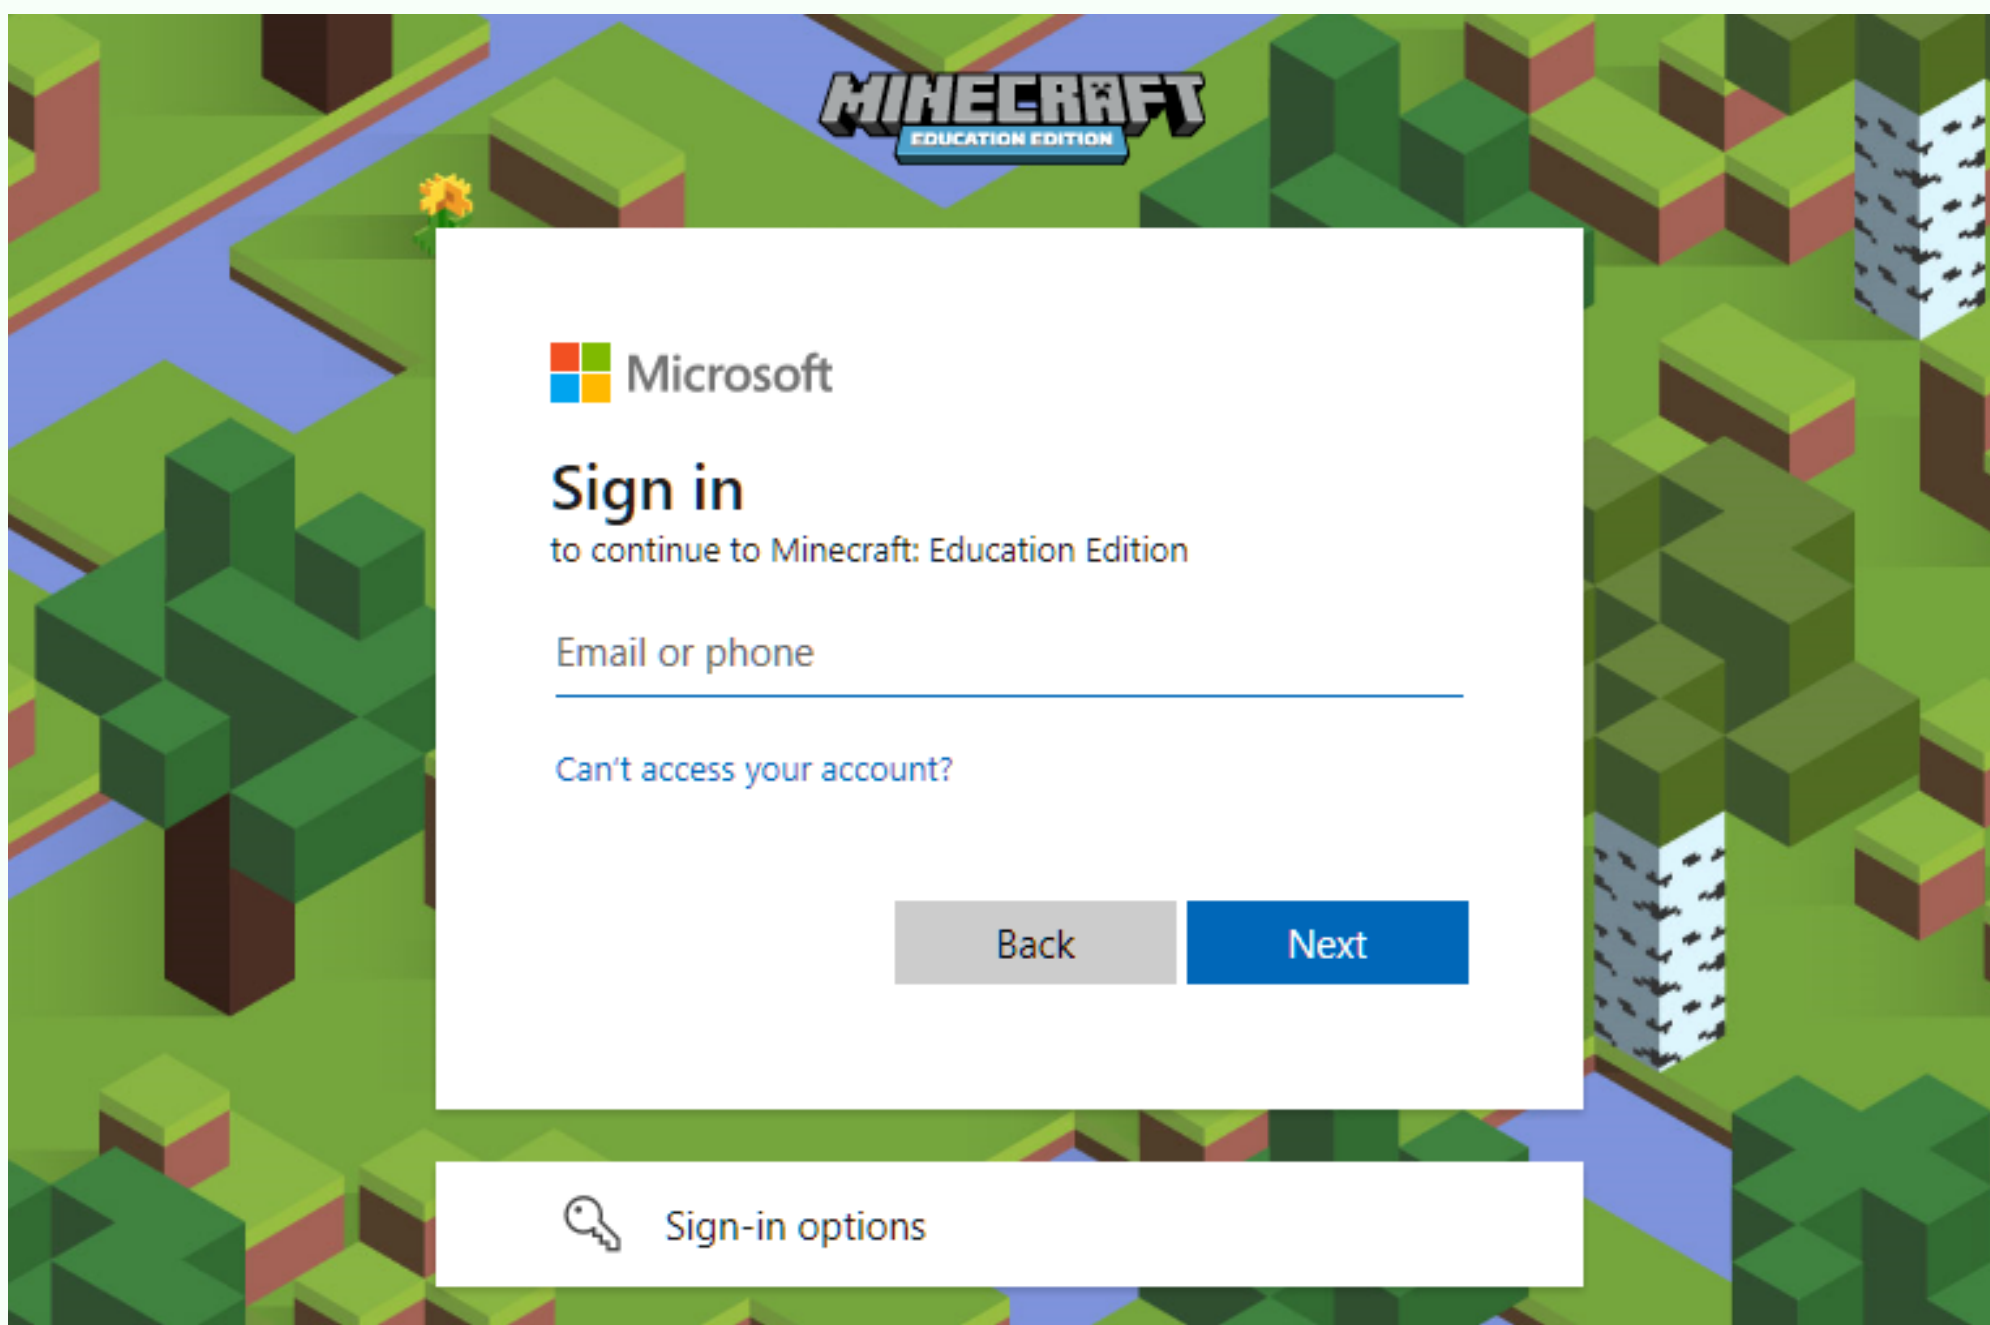 MINECRAFT
EDUCATION EDITION
Microsoft
Sign in
to continue to Minecraft: Education Edition
Email or phone
Can't access your account?
Back
Next
Sign-in options